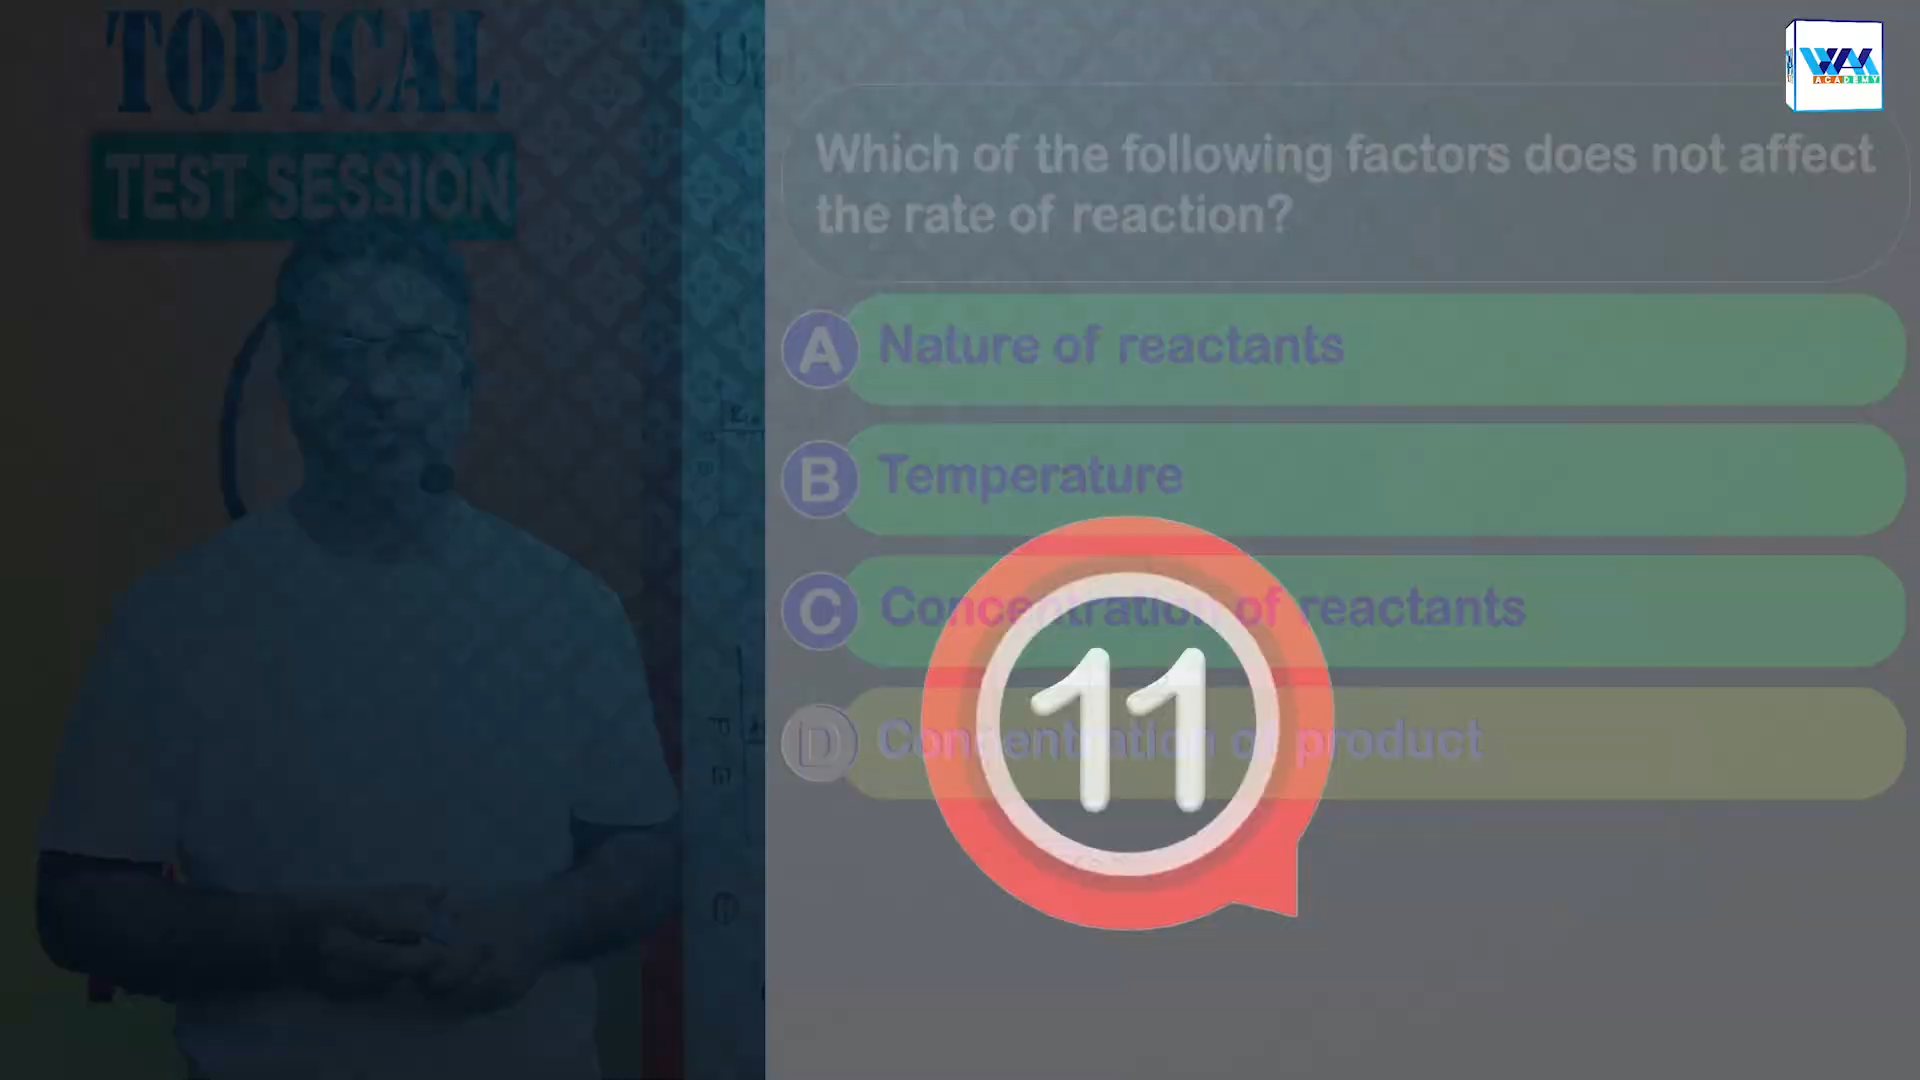 TOPICAL
TEST SESSION
WM
ACADEMY
Which of the following factors does not affect
the rate of reaction?
A Nature of reactants
B Temperature
C Concentration of reactants
D Concentration of product
11